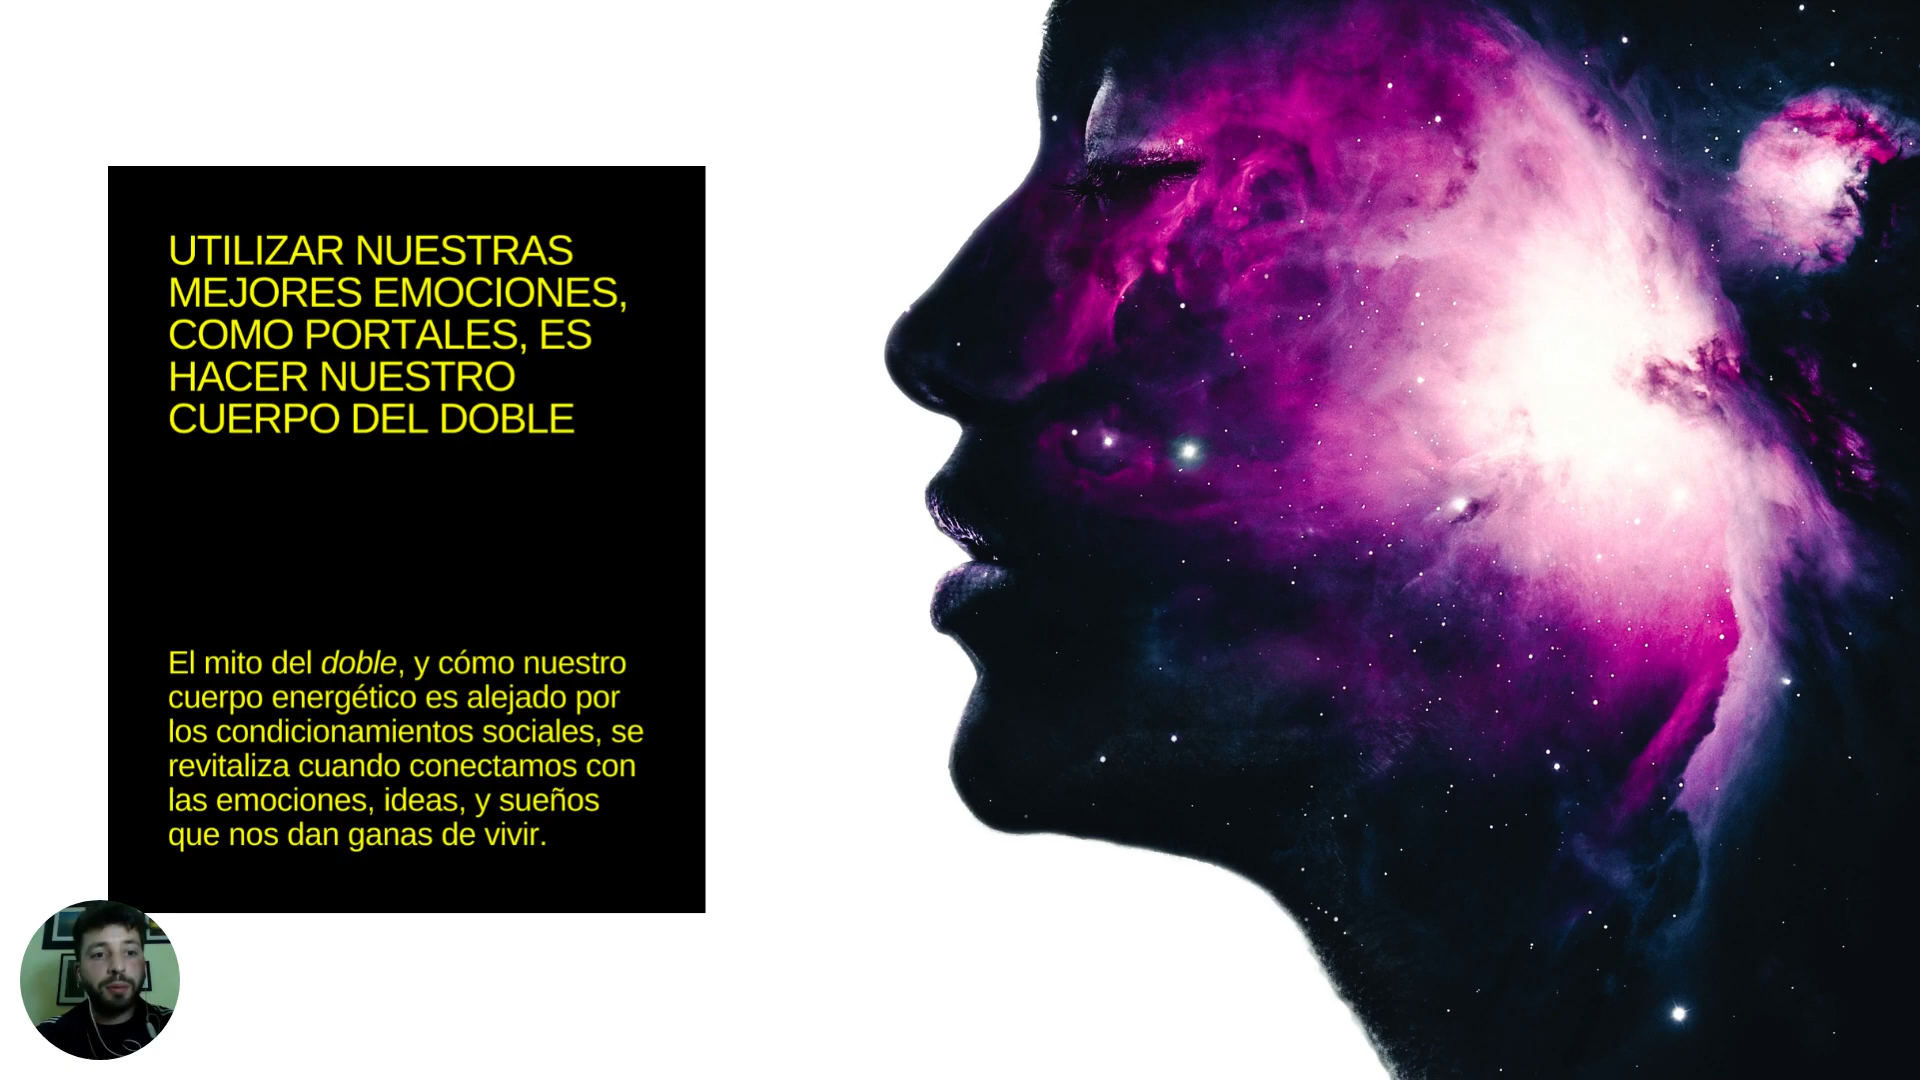 UTILIZAR NUESTRAS
MEJORES EMOCIONES,
COMO PORTALES, ES
HACER NUESTRO
CUERPO DEL DOBLE
El mito del doble, y cómo nuestro
cuerpo energético es alejado por
los condicionamientos sociales, se
revitaliza cuando conectamos con
las emociones, ideas, y sueños
que nos dan ganas de vivir.